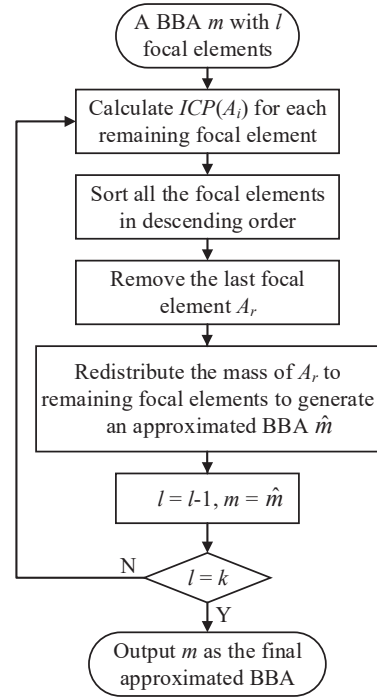 A BBA m with l
focal elements
Calculate ICP(Aᵢ) for each
remaining focal element
Sort all the focal elements
in descending order
Remove the last focal
element Aᵣ
Redistribute the mass of Aᵣ to
remaining focal elements to generate
an approximated BBA m̂
l = l-1, m = m̂
N
l = k
Y
Output m as the final
approximated BBA